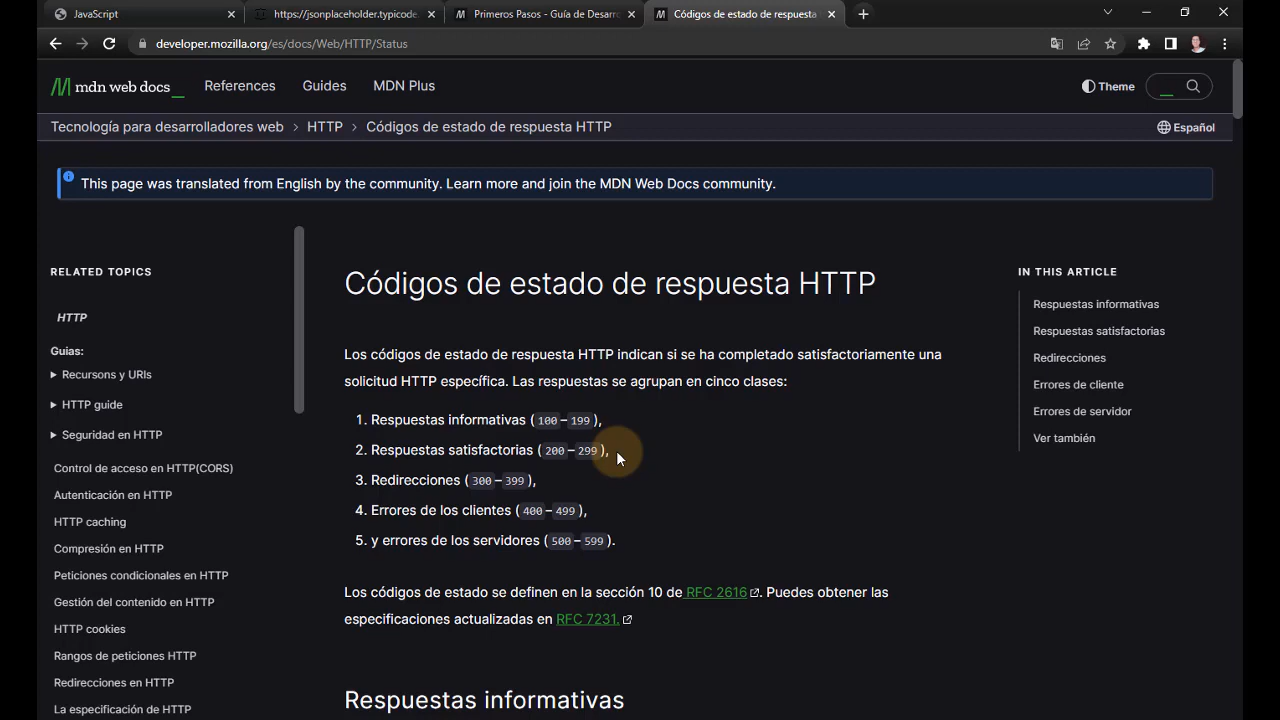 JavaScript
https://jsonplaceholder.typicode.
Primeros Pasos - Guía de Desarro
Códigos de estado de respuesta
developer.mozilla.org/es/docs/Web/HTTP/Status
mdn web docs_
References
Guides
MDN Plus
Theme
Tecnología para desarrolladores web > HTTP > Códigos de estado de respuesta HTTP
Español
This page was translated from English by the community. Learn more and join the MDN Web Docs community.
RELATED TOPICS
HTTP
Guias:
Recursons y URIs
HTTP guide
Seguridad en HTTP
Control de acceso en HTTP(CORS)
Autenticación en HTTP
HTTP caching
Compresión en HTTP
Peticiones condicionales en HTTP
Gestión del contenido en HTTP
HTTP cookies
Rangos de peticiones HTTP
Redirecciones en HTTP
La especificación de HTTP
Códigos de estado de respuesta HTTP
Los códigos de estado de respuesta HTTP indican si se ha completado satisfactoriamente una
solicitud HTTP específica. Las respuestas se agrupan en cinco clases:
1. Respuestas informativas (100–199),
2. Respuestas satisfactorias (200–299),
3. Redirecciones (300–399),
4. Errores de los clientes (400–499),
5. y errores de los servidores (500–599).
Los códigos de estado se definen en la sección 10 de RFC 2616. Puedes obtener las
especificaciones actualizadas en RFC 7231.
Respuestas informativas
IN THIS ARTICLE
Respuestas informativas
Respuestas satisfactorias
Redirecciones
Errores de cliente
Errores de servidor
Ver también